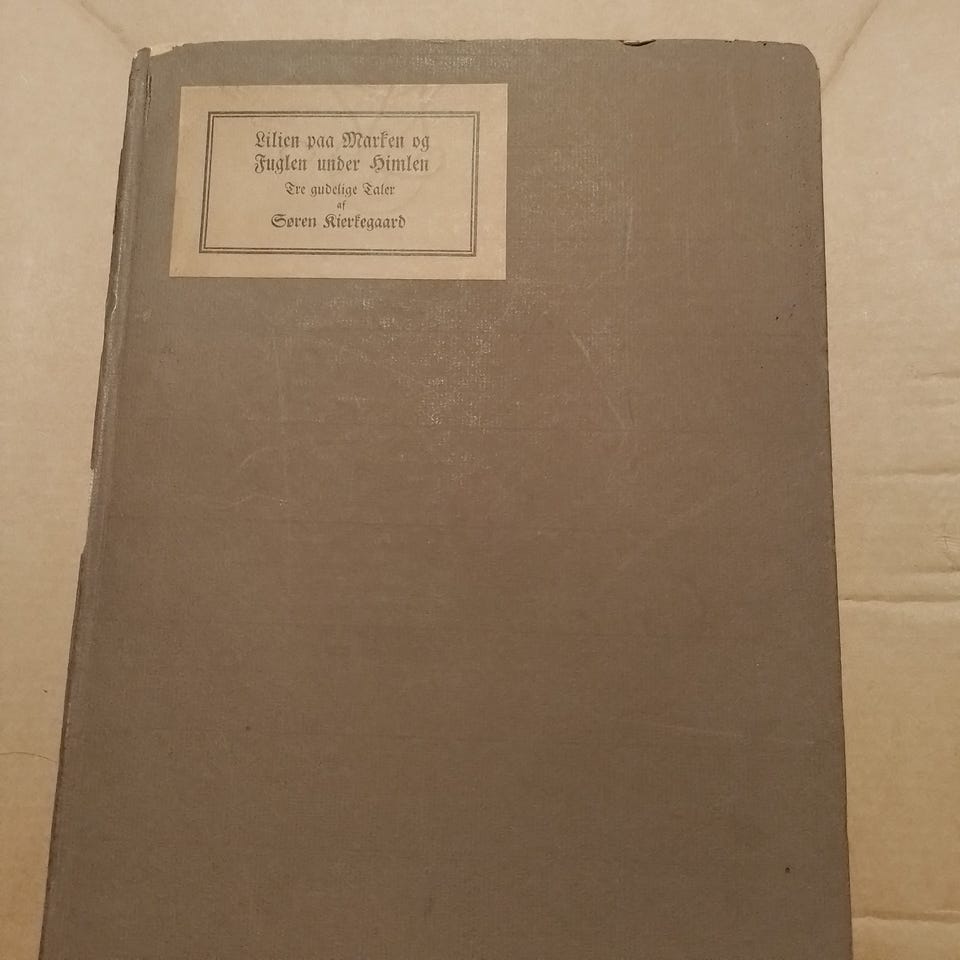 Lilien paa Marken og
Fuglen under Himlen
Tre gudelige Taler
af
Søren Kierkegaard